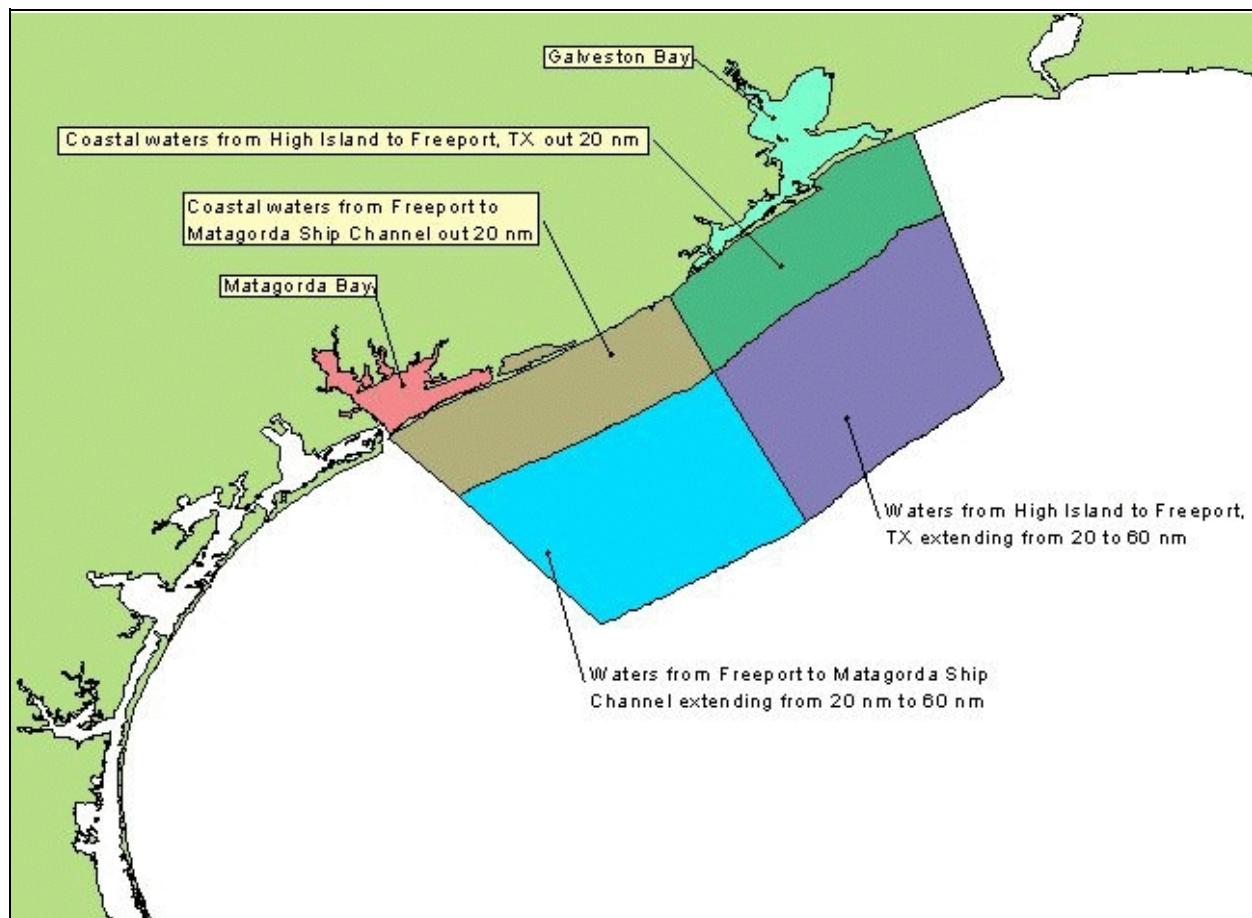 Galveston Bay
Coastal waters from High Island to Freeport, TX out 20 nm
Coastal waters from Freeport to
Matagorda Ship Channel out 20 nm
Matagorda Bay
Waters from High Island to Freeport,
TX extending from 20 to 60 nm
Waters from Freeport to Matagorda Ship
Channel extending from 20 nm to 60 nm